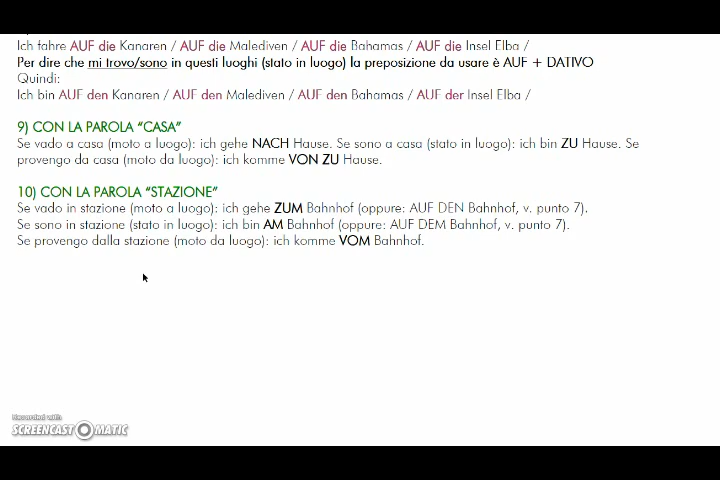 Ich fahre AUF die Kanaren / AUF die Malediven / AUF die Bahamas / AUF die Insel Elba /
Per dire che mi trovo/sono in questi luoghi (stato in luogo) la preposizione da usare è AUF + DATIVO
Quindi:
Ich bin AUF den Kanaren / AUF den Malediven / AUF den Bahamas / AUF der Insel Elba /
9) CON LA PAROLA “CASA”
Se vado a casa (moto a luogo): ich gehe NACH Hause. Se sono a casa (stato in luogo): ich bin ZU Hause. Se
provengo da casa (moto da luogo): ich komme VON ZU Hause.
10) CON LA PAROLA “STAZIONE”
Se vado in stazione (moto a luogo): ich gehe ZUM Bahnhof (oppure: AUF DEN Bahnhof, v. punto 7).
Se sono in stazione (stato in luogo): ich bin AM Bahnhof (oppure: AUF DEM Bahnhof, v. punto 7).
Se provengo dalla stazione (moto da luogo): ich komme VOM Bahnhof.
Recorded with
SCREENCAST-O-MATIC